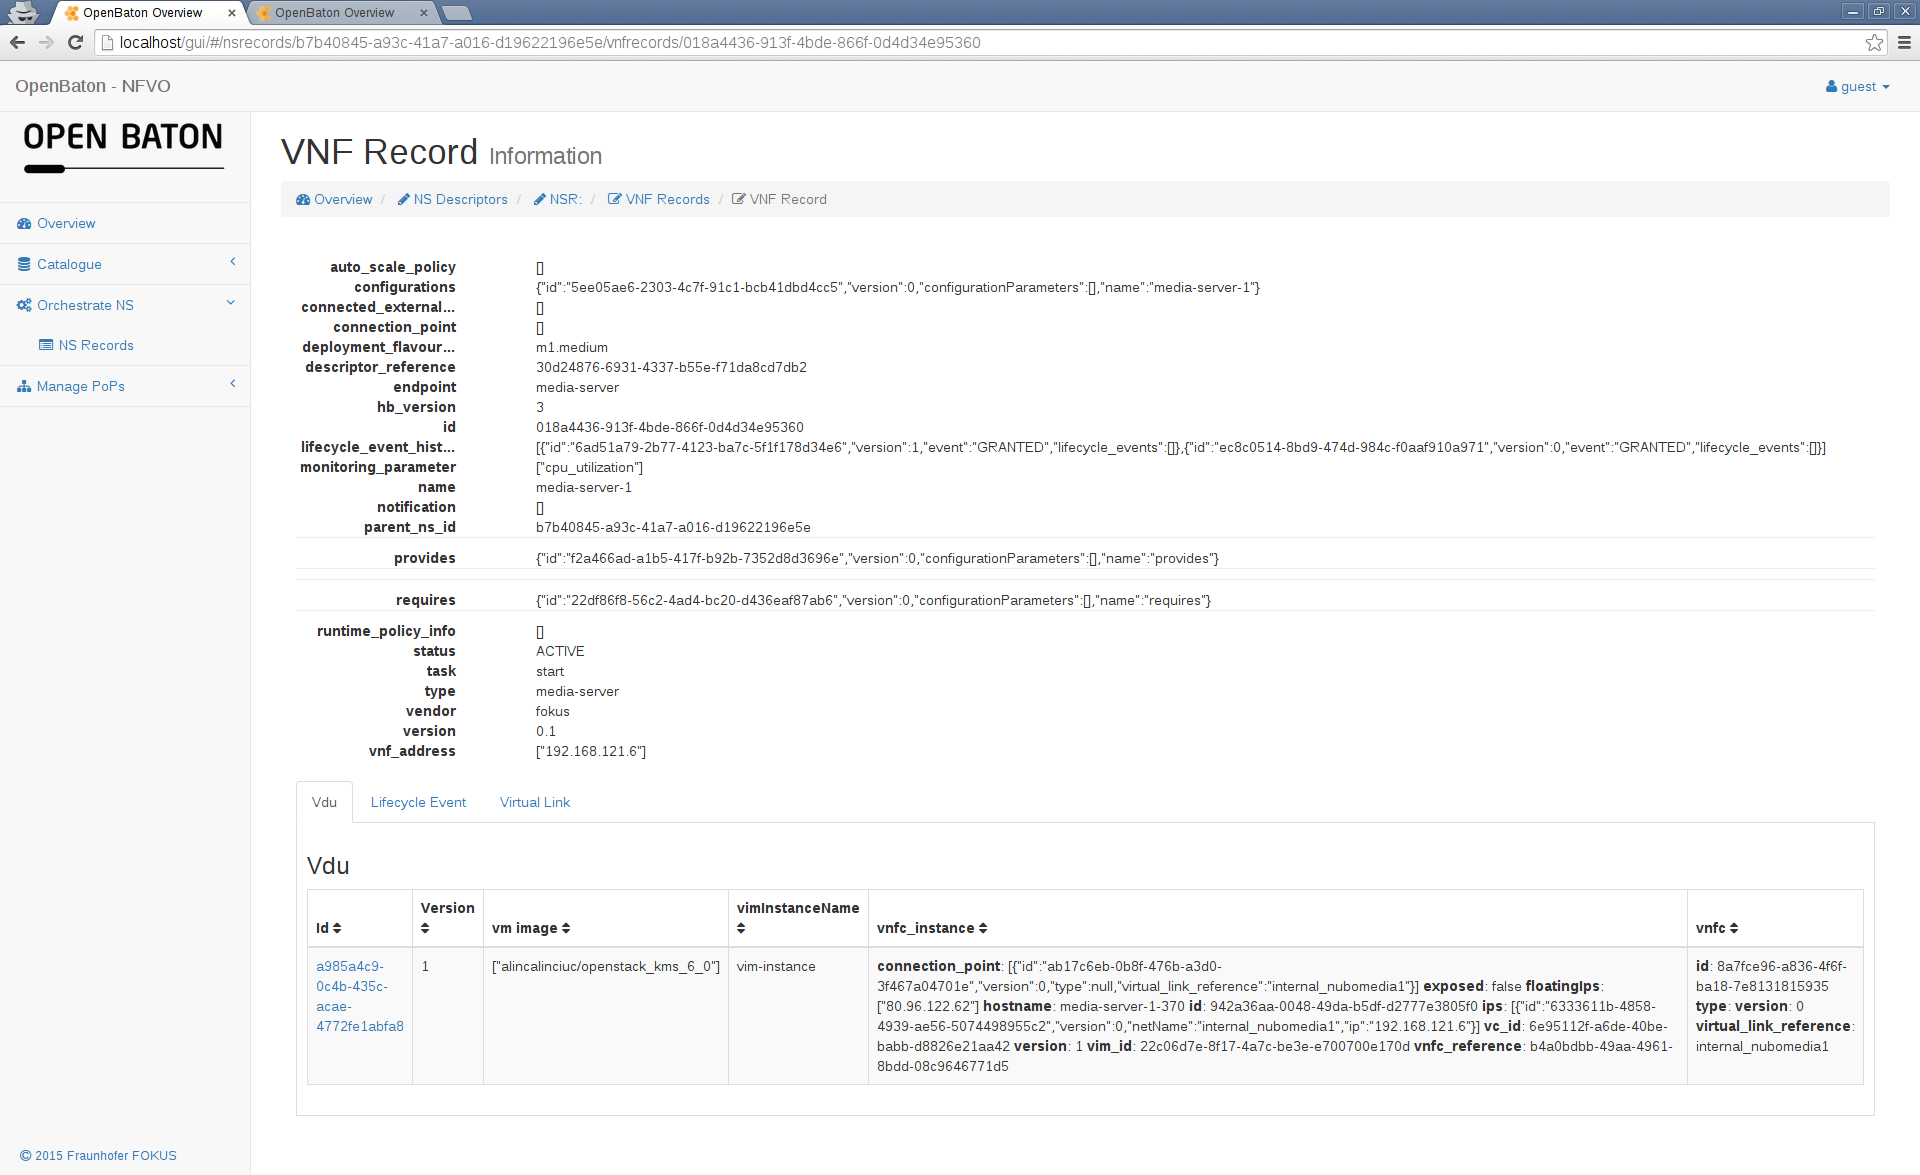 OpenBaton Overview
OpenBaton Overview
localhost/gui/#/nsrecords/b7b40845-a93c-41a7-a016-d19622196e5e/vnfrecords/018a4436-913f-4bde-866f-0d4d34e95360
OpenBaton - NFVO
guest
OPEN BATON
Overview
Catalogue
Orchestrate NS
NS Records
Manage PoPs
© 2015 Fraunhofer FOKUS
VNF Record Information
Overview / NS Descriptors / NSR: / VNF Records / VNF Record
auto_scale_policy []
configurations {"id":"5ee05ae6-2303-4c7f-91c1-bcb41dbd4cc5","version":0,"configurationParameters":[],"name":"media-server-1"}
connected_external... []
connection_point []
deployment_flavour... m1.medium
descriptor_reference 30d24876-6931-4337-b55e-f71da8cd7db2
endpoint media-server
hb_version 3
id 018a4436-913f-4bde-866f-0d4d34e95360
lifecycle_event_hist... [{"id":"6ad51a79-2b77-4123-ba7c-5f1f178d34e6","version":1,"event":"GRANTED","lifecycle_events":[]},{"id":"ec8c0514-8bd9-474d-984c-f0aaf910a971","version":0,"event":"GRANTED","lifecycle_events":[]}]
monitoring_parameter ["cpu_utilization"]
name media-server-1
notification []
parent_ns_id b7b40845-a93c-41a7-a016-d19622196e5e
provides {"id":"f2a466ad-a1b5-417f-b92b-7352d8d3696e","version":0,"configurationParameters":[],"name":"provides"}
requires {"id":"22df86f8-56c2-4ad4-bc20-d436eaf87ab6","version":0,"configurationParameters":[],"name":"requires"}
runtime_policy_info []
status ACTIVE
task start
type media-server
vendor fokus
version 0.1
vnf_address ["192.168.121.6"]
Vdu
Lifecycle Event
Virtual Link
Vdu
Id
Version
vm image
vimInstanceName
vnfc_instance
vnfc
a985a4c9-
0c4b-435c-
acae-
4772fe1abfa8
1
["alincalinciuc/openstack_kms_6_0"]
vim-instance
connection_point: [{"id":"ab17c6eb-0b8f-476b-a3d0-
3f467a04701e","version":0,"type":null,"virtual_link_reference":"internal_nubomedia1"}] exposed: false floatingIps:
["80.96.122.62"] hostname: media-server-1-370 id: 942a36aa-0048-49da-b5df-d2777e3805f0 ips: [{"id":"6333611b-4858-
4939-ae56-5074498955c2","version":0,"netName":"internal_nubomedia1","ip":"192.168.121.6"}] vc_id: 6e95112f-a6de-40be-
babb-d8826e21aa42 version: 1 vim_id: 22c06d7e-8f17-4a7c-be3e-e700700e170d vnfc_reference: b4a0bdbb-49aa-4961-
8bdd-08c9646771d5
id: 8a7fce96-a836-4f6f-
ba18-7e8131815935
type: version: 0
virtual_link_reference:
internal_nubomedia1